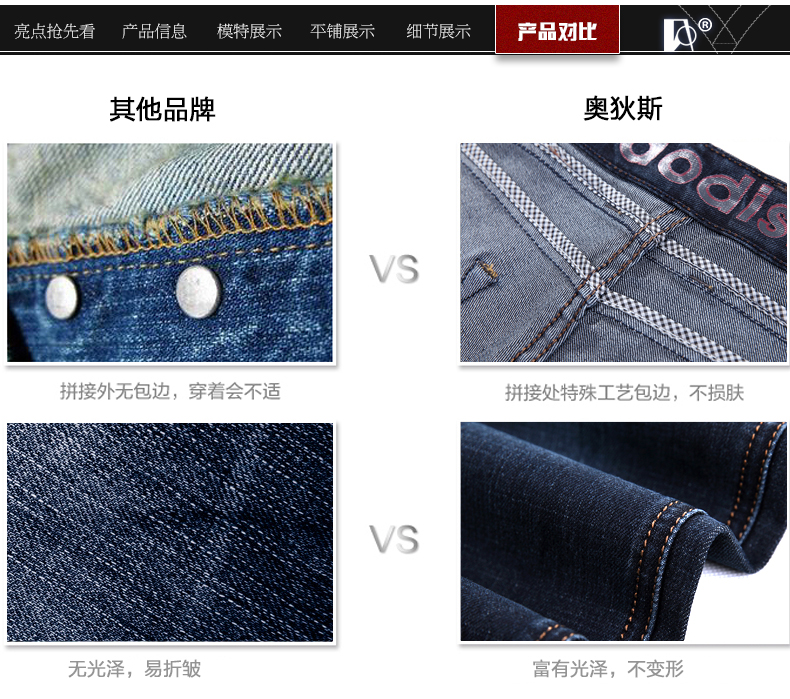 亮点抢先看 产品信息 模特展示 平铺展示 细节展示 产品对比 ®
其他品牌 奥狄斯
odis
VS
拼接外无包边，穿着会不适 拼接处特殊工艺包边，不损肤
VS
无光泽，易折皱 富有光泽，不变形